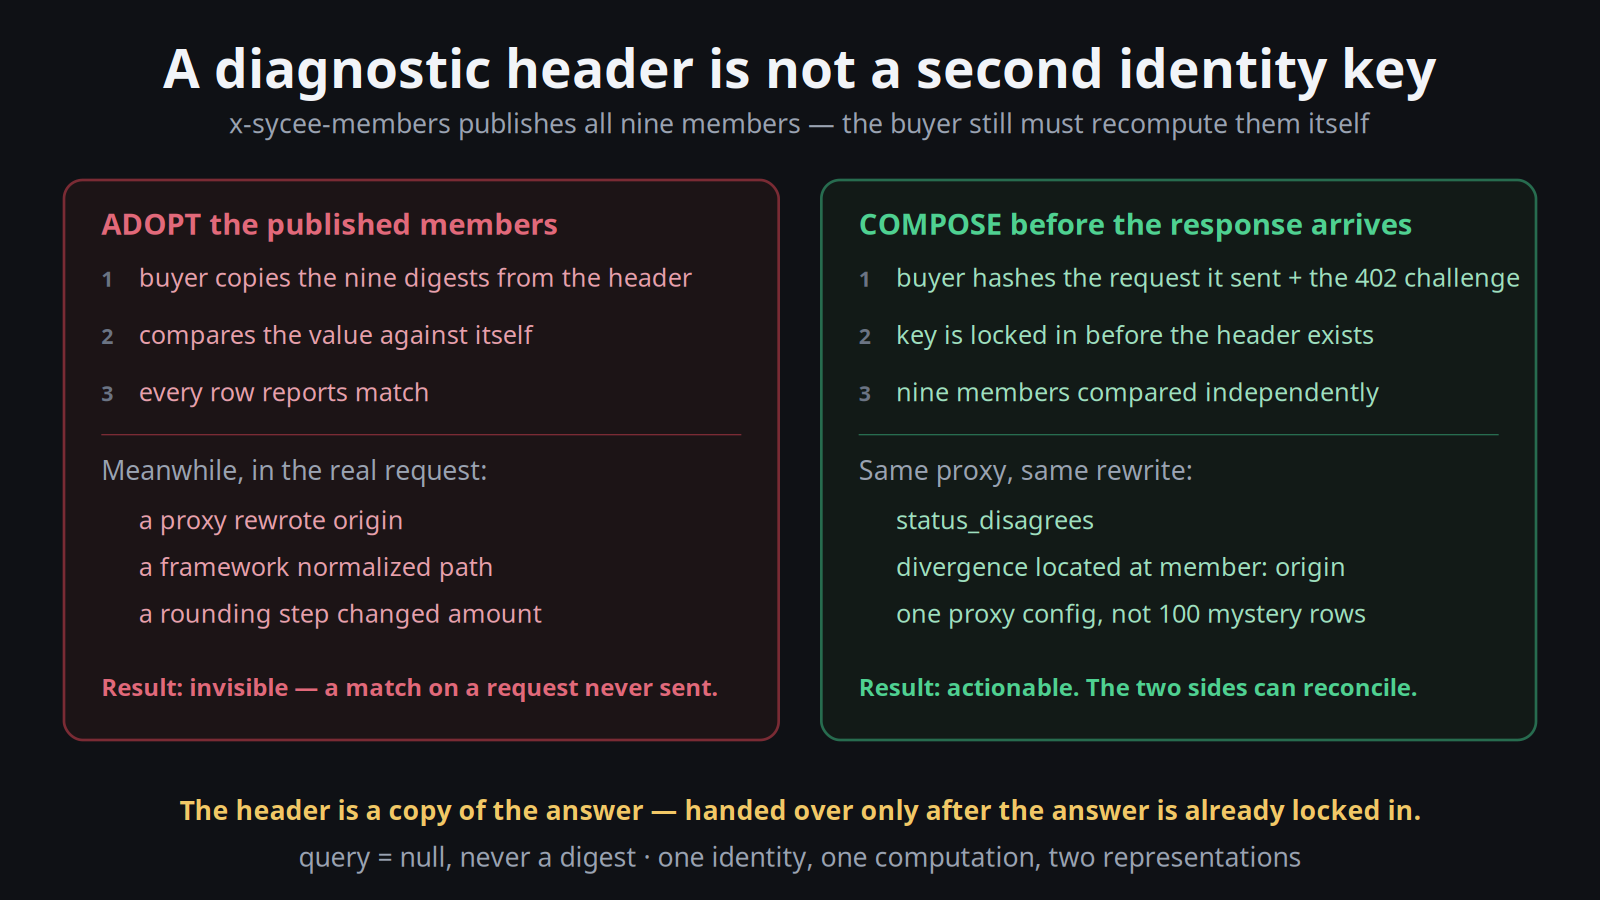 A diagnostic header is not a second identity key
x-sycee-members publishes all nine members — the buyer still must recompute them itself
ADOPT the published members
1 buyer copies the nine digests from the header
2 compares the value against itself
3 every row reports match
Meanwhile, in the real request:
a proxy rewrote origin
a framework normalized path
a rounding step changed amount
Result: invisible — a match on a request never sent.
COMPOSE before the response arrives
1 buyer hashes the request it sent + the 402 challenge
2 key is locked in before the header exists
3 nine members compared independently
Same proxy, same rewrite:
status_disagrees
divergence located at member: origin
one proxy config, not 100 mystery rows
Result: actionable. The two sides can reconcile.
The header is a copy of the answer — handed over only after the answer is already locked in.
query = null, never a digest · one identity, one computation, two representations